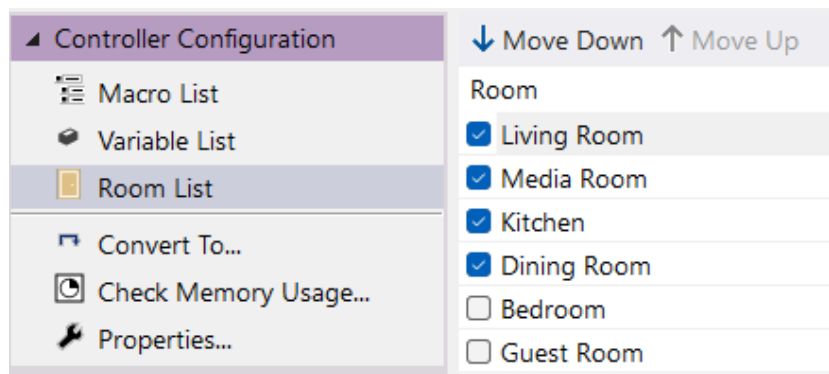 Controller Configuration
Macro List
Variable List
Room List
Convert To...
Check Memory Usage...
Properties...
Move Down Move Up
Room
Living Room
Media Room
Kitchen
Dining Room
Bedroom
Guest Room